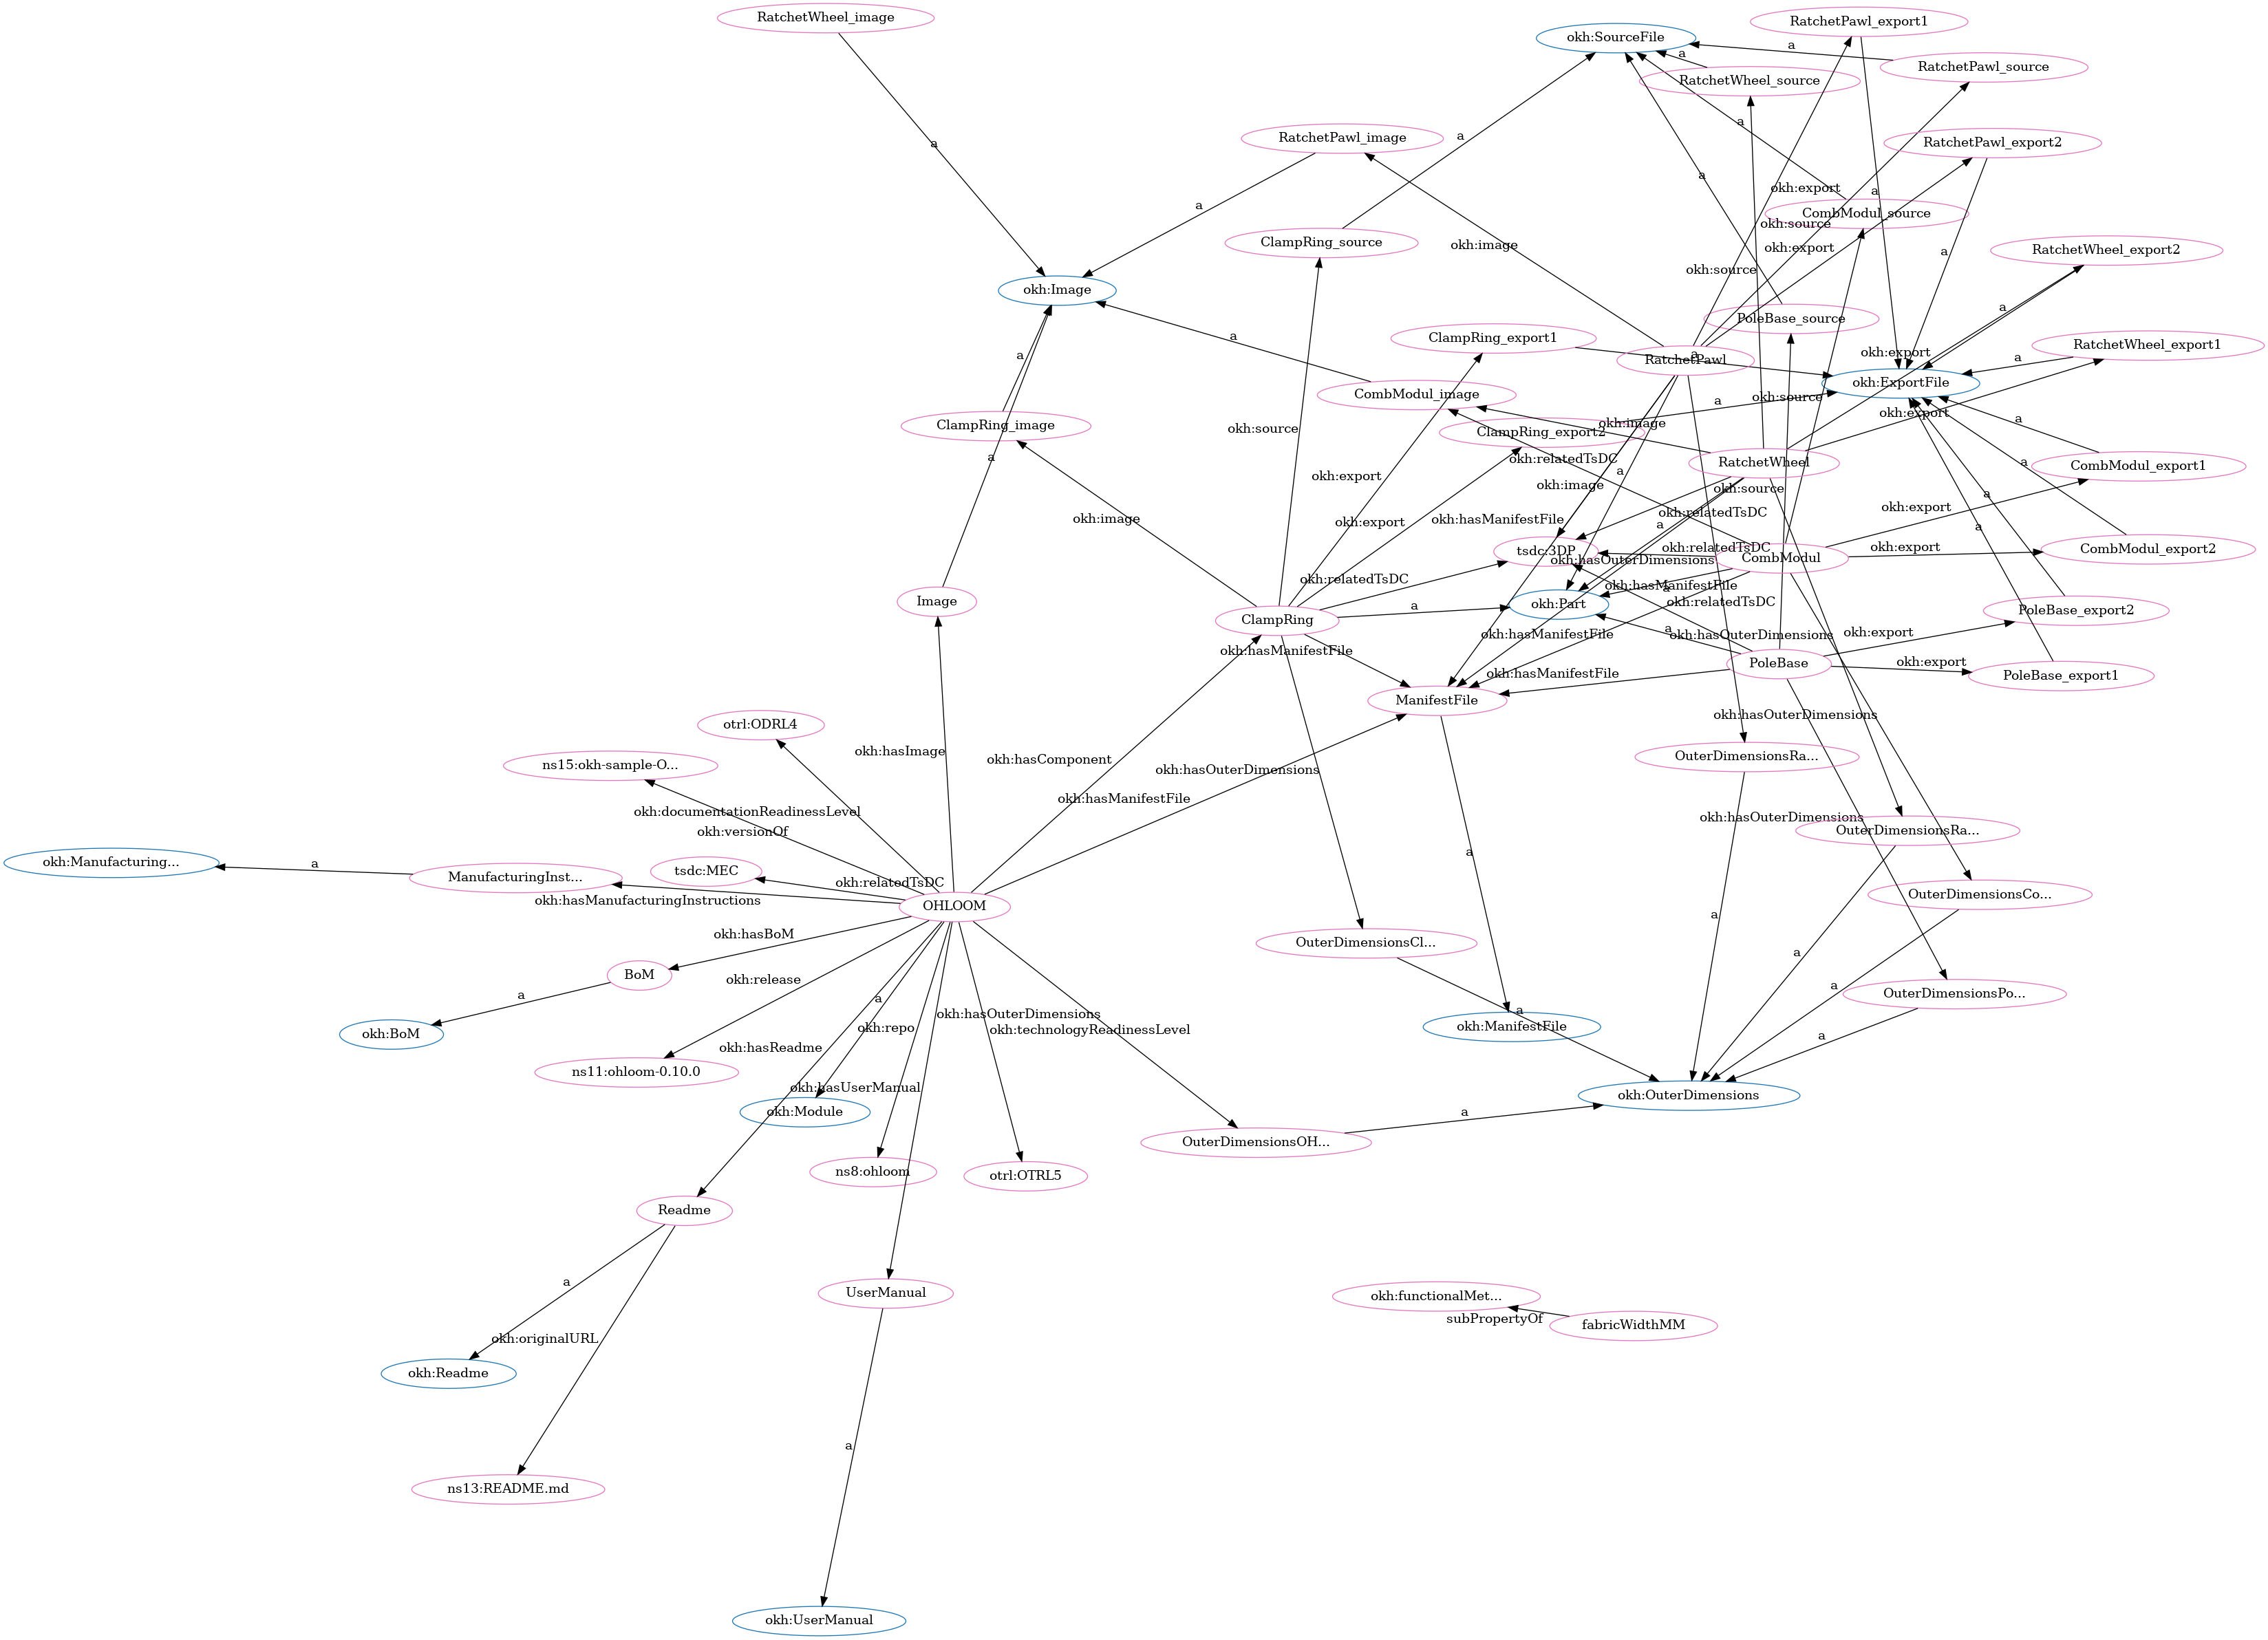 RatchetWheel_image
RatchetPawl_export1
okh:SourceFile
a
RatchetPawl_source
a
RatchetWheel_source
a
RatchetPawl_image
a
a
RatchetPawl_export2
a
okh:export
a
a
CombModul_source
okh:source
ClampRing_source
okh:image
okh:export
a
RatchetWheel_export2
okh:source
okh:Image
a
PoleBase_source
a
ClampRing_export1
RatchetWheel_export1
okh:export
a
a
a
RatchetPawl
okh:ExportFile
CombModul_image
okh:source
a
okh:export
ClampRing_image
okh:source
ClampRing_export2
okh:image
a
a
okh:relatedTsDC
RatchetWheel
a
CombModul_export1
a
okh:export
okh:image
okh:source
a
okh:export
okh:image
okh:export
okh:hasManifestFile
a
okh:relatedTsDC
a
tsdc:3DP
okh:relatedTsDC
CombModul
okh:export
CombModul_export2
okh:hasOuterDimensions
okh:relatedTsDC
okh:hasManifestFile
a
Image
okh:Part
okh:relatedTsDC
PoleBase_export2
ClampRing
a
okh:hasManifestFile
a
okh:hasOuterDimensions
okh:export
okh:hasManifestFile
PoleBase
okh:export
okh:hasManifestFile
PoleBase_export1
ManifestFile
okh:hasOuterDimensions
otrl:ODRL4
okh:hasImage
okh:hasComponent
OuterDimensionsRa...
ns15:okh-sample-O...
okh:hasOuterDimensions
okh:hasManifestFile
okh:documentationReadinessLevel
okh:hasOuterDimensions
okh:versionOf
OuterDimensionsRa...
a
okh:Manufacturing...
a
ManufacturingInst...
tsdc:MEC
okh:relatedTsDC
OuterDimensionsCo...
okh:hasManufacturingInstructions
OHLOOM
a
okh:hasBoM
OuterDimensionsCl...
a
BoM
okh:release
a
OuterDimensionsPo...
a
a
okh:hasOuterDimensions
a
okh:BoM
okh:repo
okh:technologyReadinessLevel
okh:ManifestFile
a
okh:hasReadme
ns11:ohloom-0.10.0
okh:hasUserManual
okh:OuterDimensions
okh:Module
a
OuterDimensionsOH...
ns8:ohloom
otrl:OTRL5
Readme
a
UserManual
okh:functionalMet...
subPropertyOf
fabricWidthMM
okh:originalURL
okh:Readme
a
ns13:README.md
okh:UserManual